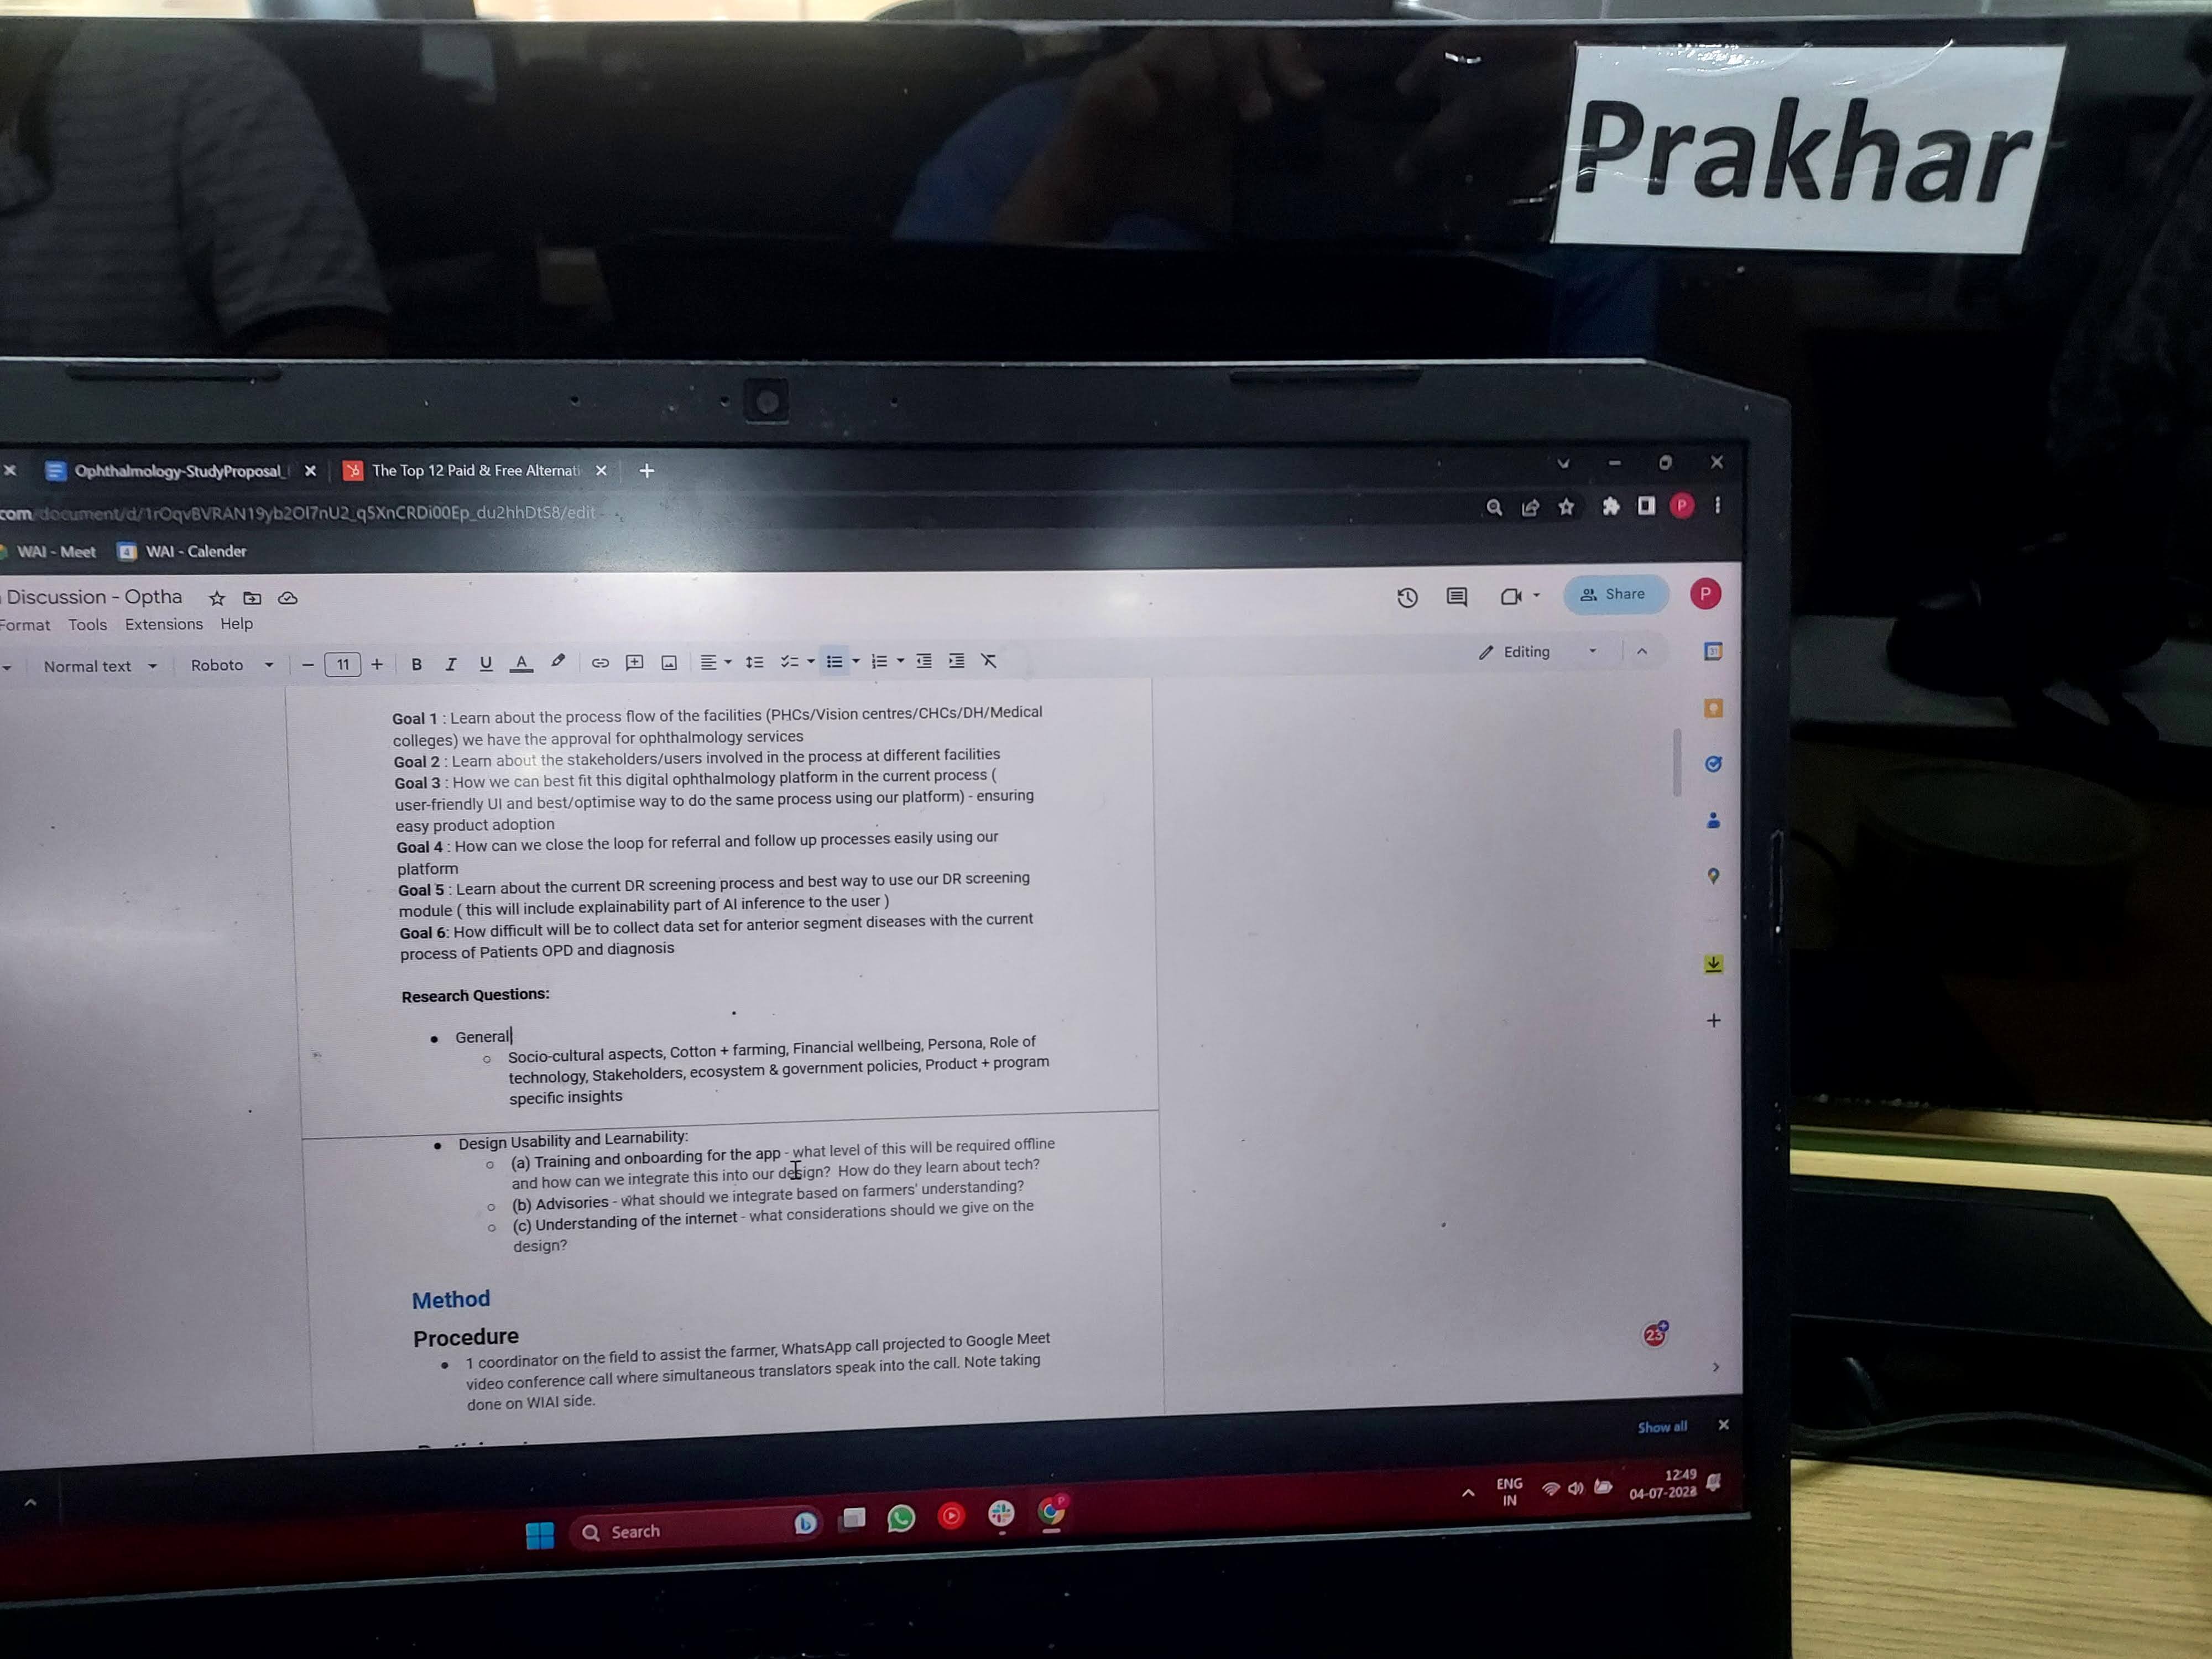 Prakhar
Ophthalmology-StudyProposal_
The Top 12 Paid & Free Alternati
com/document/d/1rOqvBVRAN19yb2OI7nU2_q5XnCRDi00Ep_du2hhDtS8/edit
WAI - Meet
WAI - Calender
Discussion - Optha
Share
P
Format Tools Extensions Help
Normal text Roboto 11 B I U A
Editing
Goal 1 : Learn about the process flow of the facilities (PHCs/Vision centres/CHCs/DH/Medical
colleges) we have the approval for ophthalmology services
Goal 2 : Learn about the stakeholders/users involved in the process at different facilities
Goal 3 : How we can best fit this digital ophthalmology platform in the current process (
user-friendly UI and best/optimise way to do the same process using our platform) - ensuring
easy product adoption
Goal 4 : How can we close the loop for referral and follow up processes easily using our
platform
Goal 5 : Learn about the current DR screening process and best way to use our DR screening
module ( this will include explainability part of AI inference to the user )
Goal 6: How difficult will be to collect data set for anterior segment diseases with the current
process of Patients OPD and diagnosis
Research Questions:
• General
○ Socio-cultural aspects, Cotton + farming, Financial wellbeing, Persona, Role of
technology, Stakeholders, ecosystem & government policies, Product + program
specific insights
• Design Usability and Learnability:
○ (a) Training and onboarding for the app - what level of this will be required offline
and how can we integrate this into our design? How do they learn about tech?
○ (b) Advisories - what should we integrate based on farmers' understanding?
○ (c) Understanding of the internet - what considerations should we give on the
design?
Method
Procedure
• 1 coordinator on the field to assist the farmer, WhatsApp call projected to Google Meet
video conference call where simultaneous translators speak into the call. Note taking
done on WIAI side.
23
Show all
Search
ENG
IN
12:49
04-07-2023